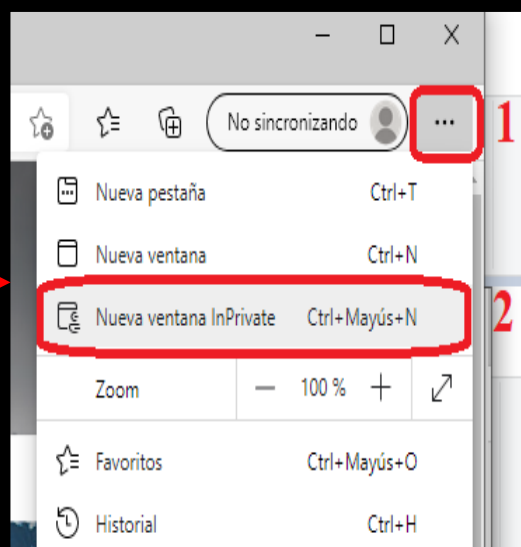 No sincronizando
1
Nueva pestaña Ctrl+T
Nueva ventana Ctrl+N
Nueva ventana InPrivate Ctrl+Mayús+N
2
Zoom — 100 % +
Favoritos Ctrl+Mayús+O
Historial Ctrl+H